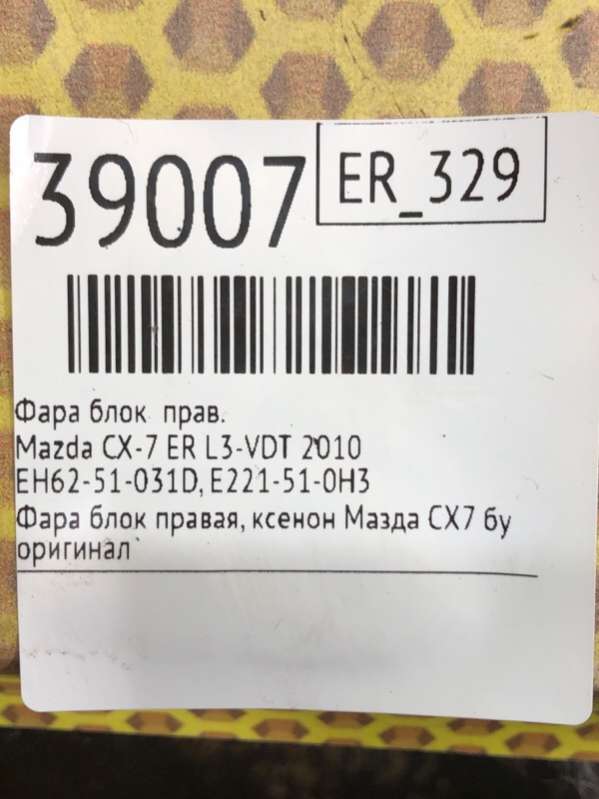 39007
ER_329
Фара блок прав.
Mazda CX-7 ER L3-VDT 2010
EH62-51-031D, E221-51-0H3
Фара блок правая, ксенон Мазда СХ7 бу
оригинал